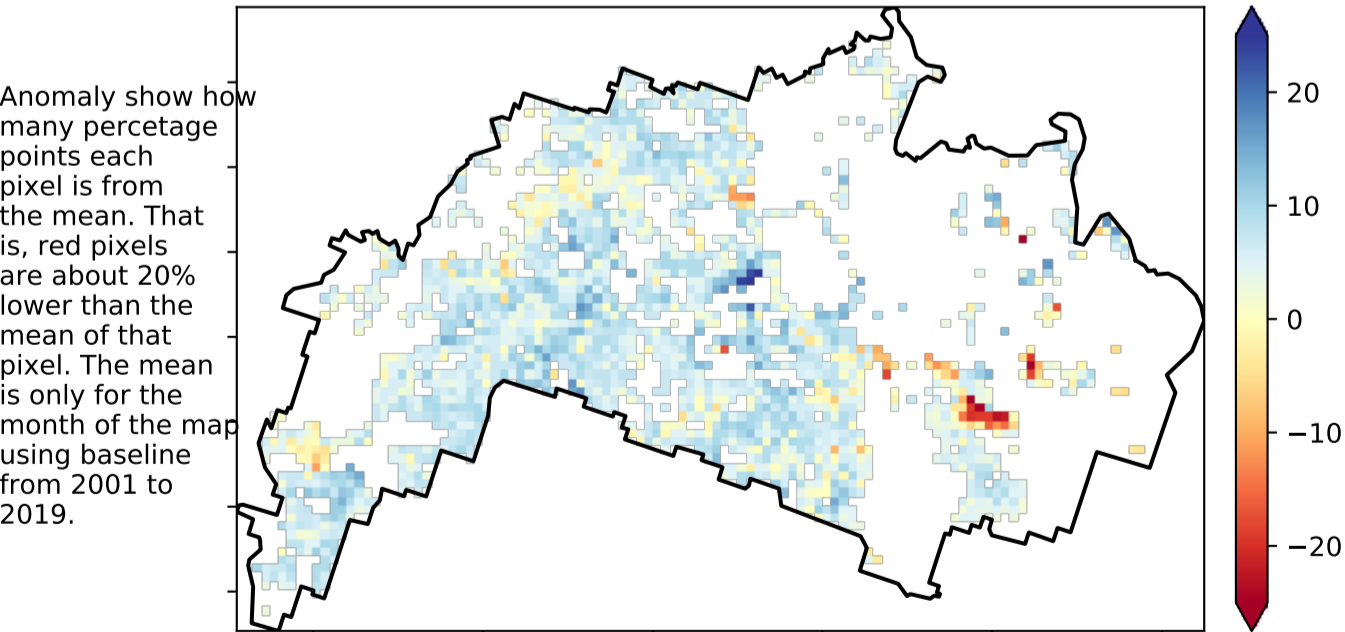 Anomaly show how
many percetage
points each
pixel is from
the mean. That
is, red pixels
are about 20%
lower than the
mean of that
pixel. The mean
is only for the
month of the map
using baseline
from 2001 to
2019.
20
10
0
−10
−20